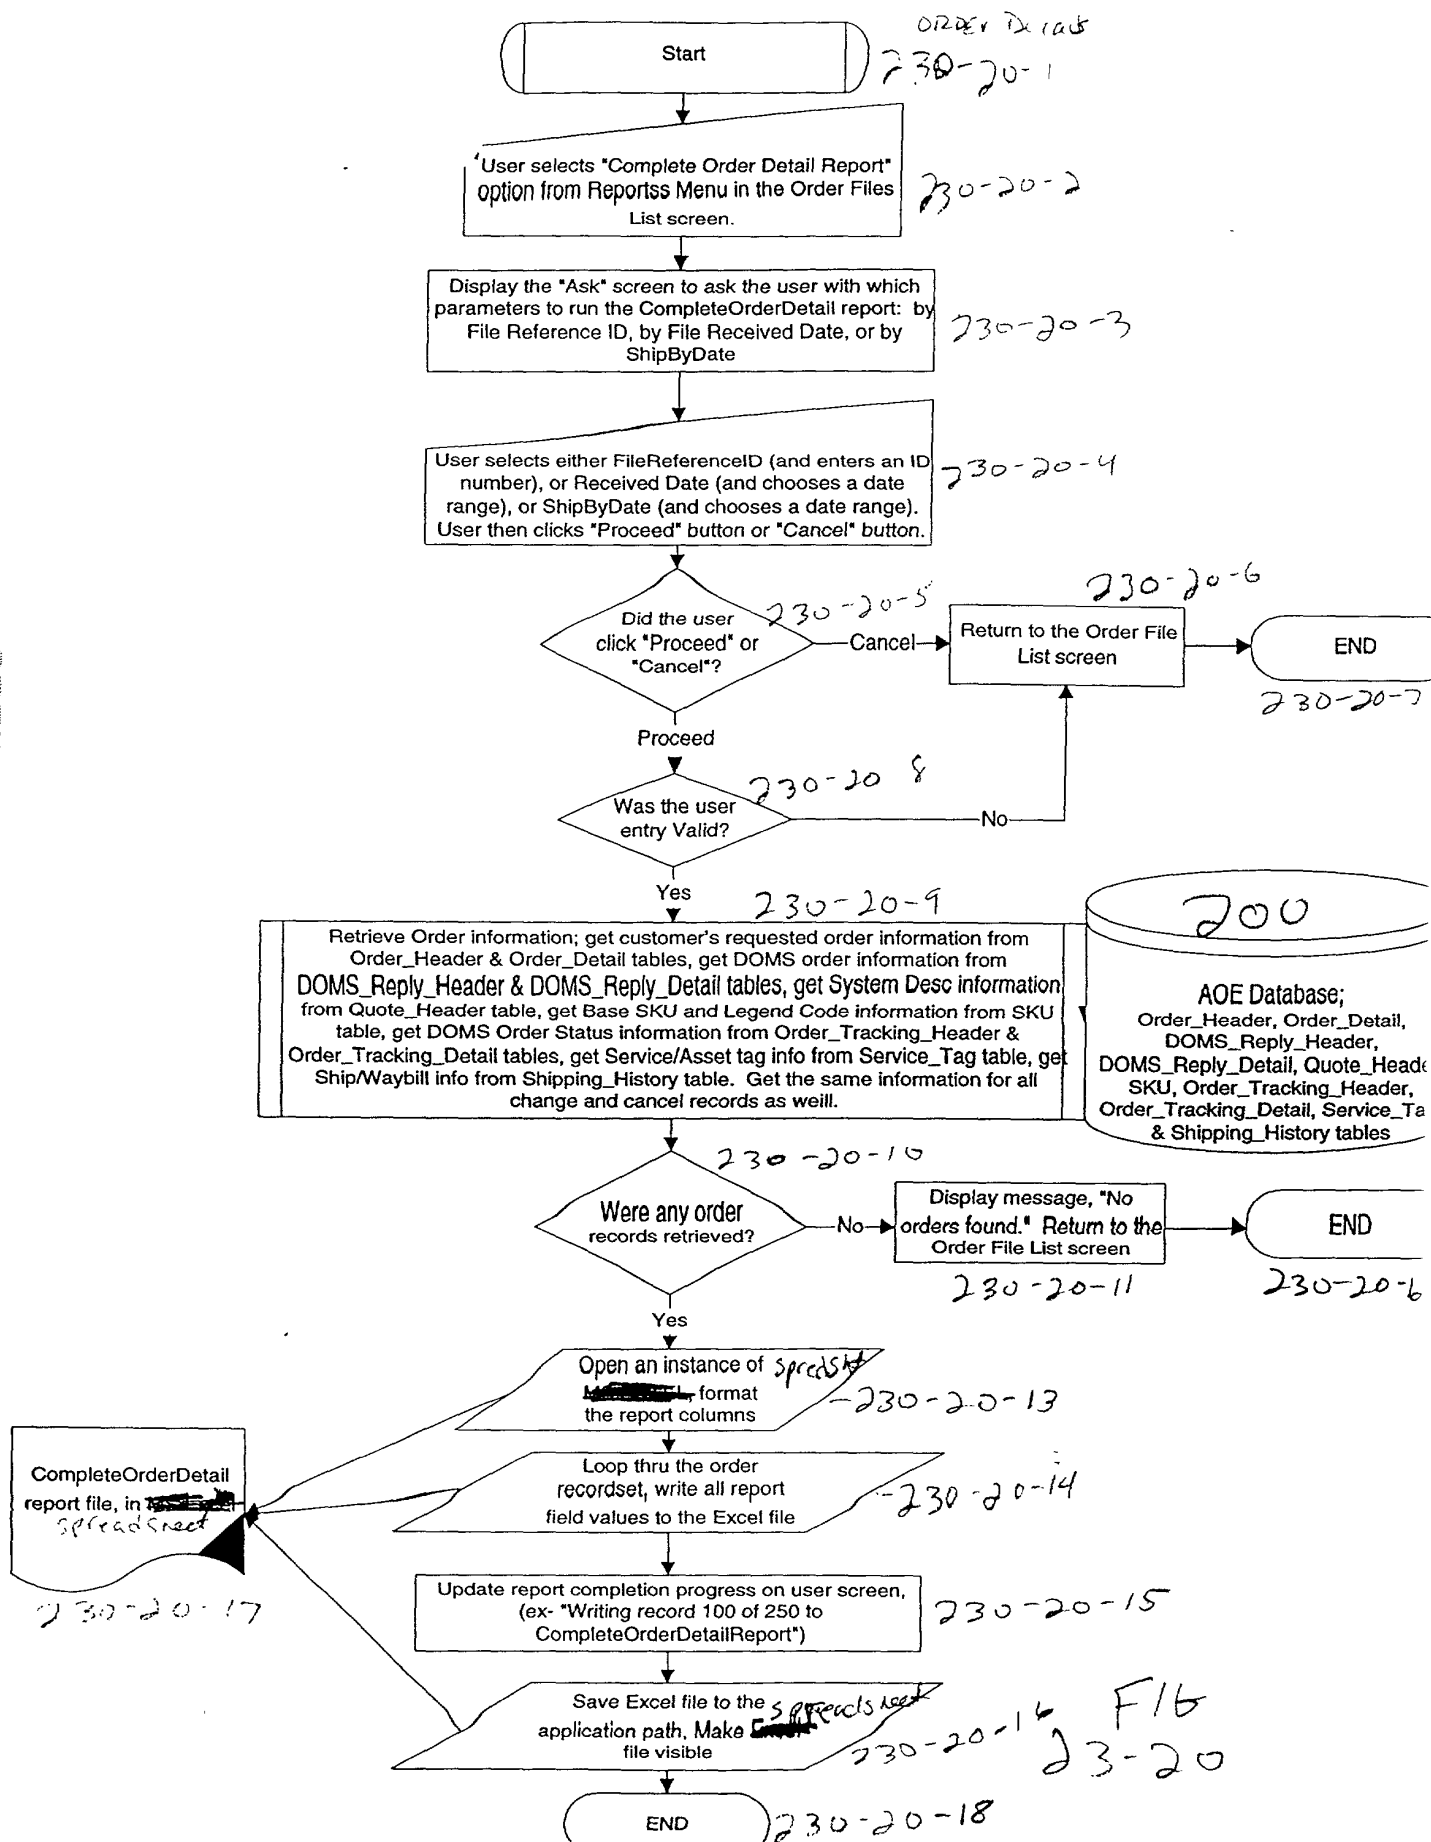 ORDER Details
Start
230-20-1
User selects "Complete Order Detail Report"
option from Reportss Menu in the Order Files
List screen.
230-20-2
Display the "Ask" screen to ask the user with which
parameters to run the CompleteOrderDetail report: by
File Reference ID, by File Received Date, or by
ShipByDate
230-20-3
User selects either FileReferenceID (and enters an ID
number), or Received Date (and chooses a date
range), or ShipByDate (and chooses a date range).
User then clicks "Proceed" button or "Cancel" button.
230-20-4
Did the user
click "Proceed" or
"Cancel"?
230-20-5
Cancel
230-20-6
Return to the Order File
List screen
END
230-20-7
Proceed
Was the user
entry Valid?
230-20 8
No
Yes
230-20-9
Retrieve Order information; get customer's requested order information from
Order_Header & Order_Detail tables, get DOMS order information from
DOMS_Reply_Header & DOMS_Reply_Detail tables, get System Desc information
from Quote_Header table, get Base SKU and Legend Code information from SKU
table, get DOMS Order Status information from Order_Tracking_Header &
Order_Tracking_Detail tables, get Service/Asset tag info from Service_Tag table, get
Ship/Waybill info from Shipping_History table. Get the same information for all
change and cancel records as weill.
200
AOE Database;
Order_Header, Order_Detail,
DOMS_Reply_Header,
DOMS_Reply_Detail, Quote_Heade
SKU, Order_Tracking_Header,
Order_Tracking_Detail, Service_Ta
& Shipping_History tables
230-20-10
Were any order
records retrieved?
No
Display message, "No
orders found." Return to the
Order File List screen
230-20-11
END
230-20-6
Yes
Open an instance of spredsht
, format
the report columns
230-20-13
Loop thru the order
recordset, write all report
field values to the Excel file
230-20-14
CompleteOrderDetail
report file, in
spreadsheet
230-20-17
Update report completion progress on user screen,
(ex- "Writing record 100 of 250 to
CompleteOrderDetailReport")
230-20-15
Save Excel file to the spreadsheet
application path, Make
file visible
230-20-16
FIG
23-20
END
230-20-18